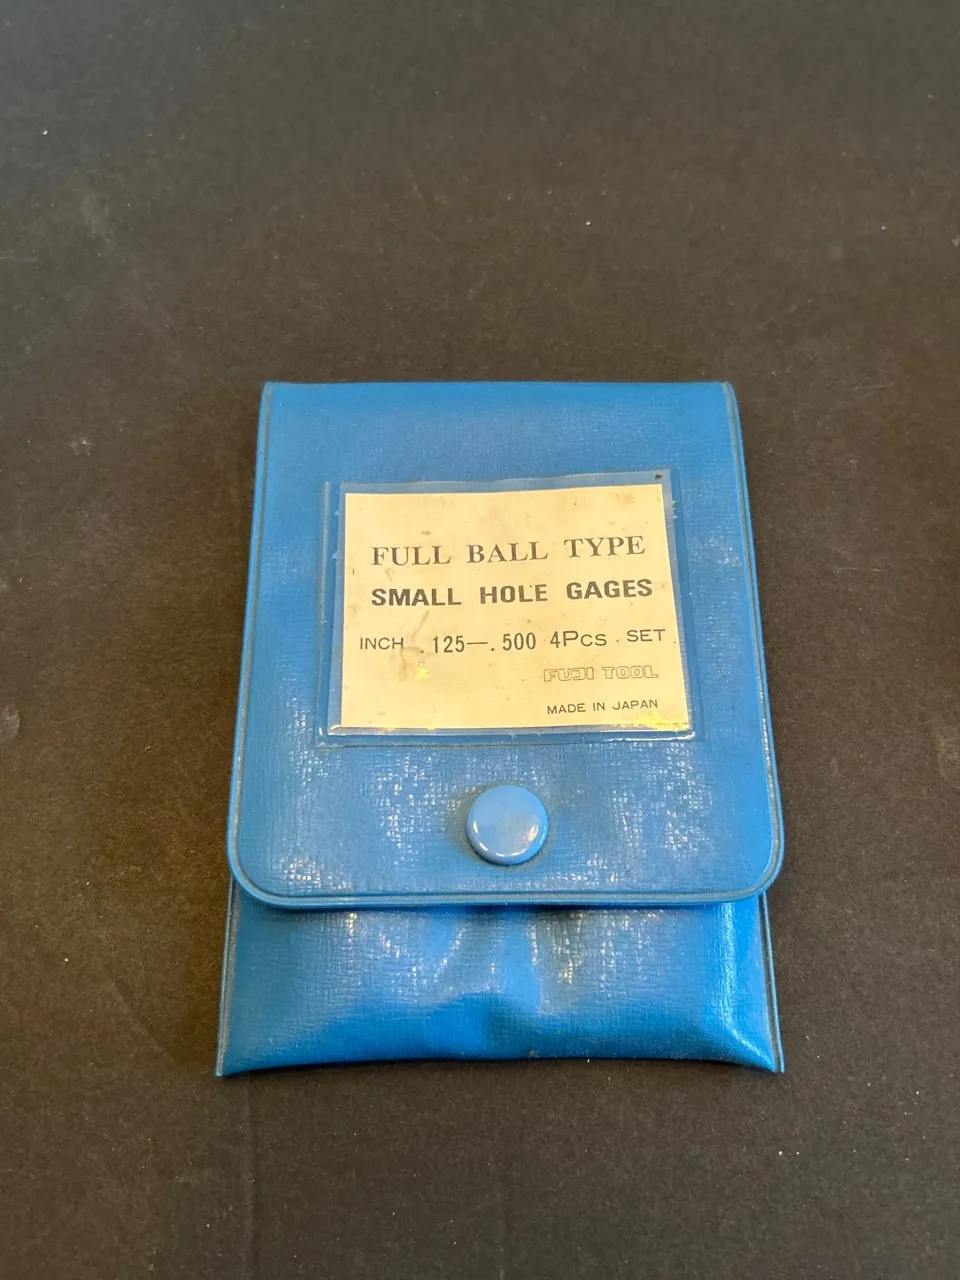 FULL BALL TYPE
SMALL HOLE GAGES
INCH .125—.500 4Pcs. SET
FUJI TOOL
MADE IN JAPAN